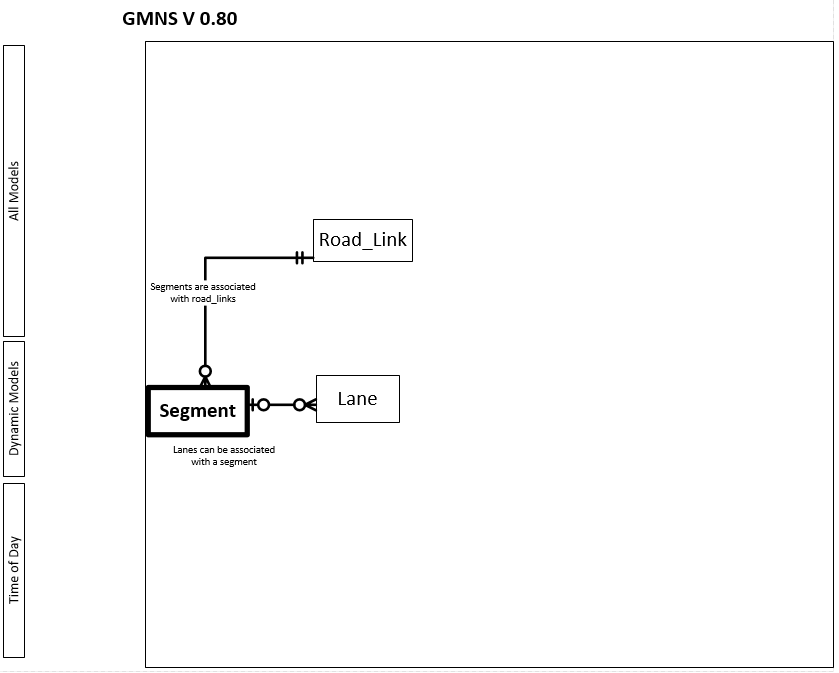 GMNS V 0.80
All Models
Road_Link
Segments are associated
with road_links
Dynamic Models
Lane
Segment
Lanes can be associated
with a segment
Time of Day